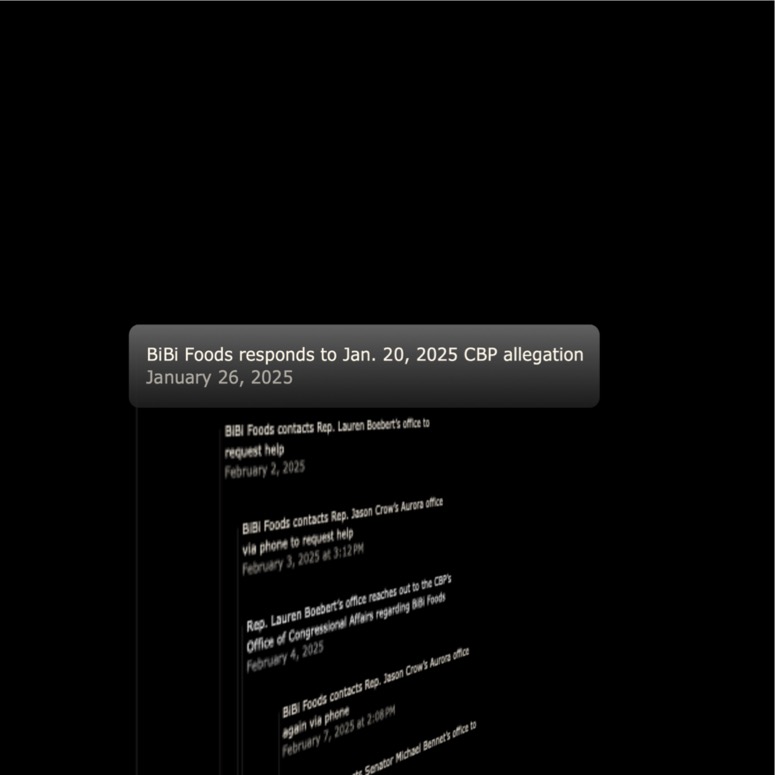 BiBi Foods responds to Jan. 20, 2025 CBP allegation
January 26, 2025
BiBi Foods contacts Rep. Lauren Boebert's office to
request help
February 2, 2025
BiBi Foods contacts Rep. Jason Crow's Aurora office
via phone to request help
February 3, 2025 at 3:12 PM
Rep. Lauren Boebert's office reaches out to the CBP's
Office of Congressional Affairs regarding BiBi Foods
February 4, 2025
BiBi Foods contacts Rep. Jason Crow's Aurora office
again via phone
February 7, 2025 at 2:08 PM
Senator Michael Bennet's office to